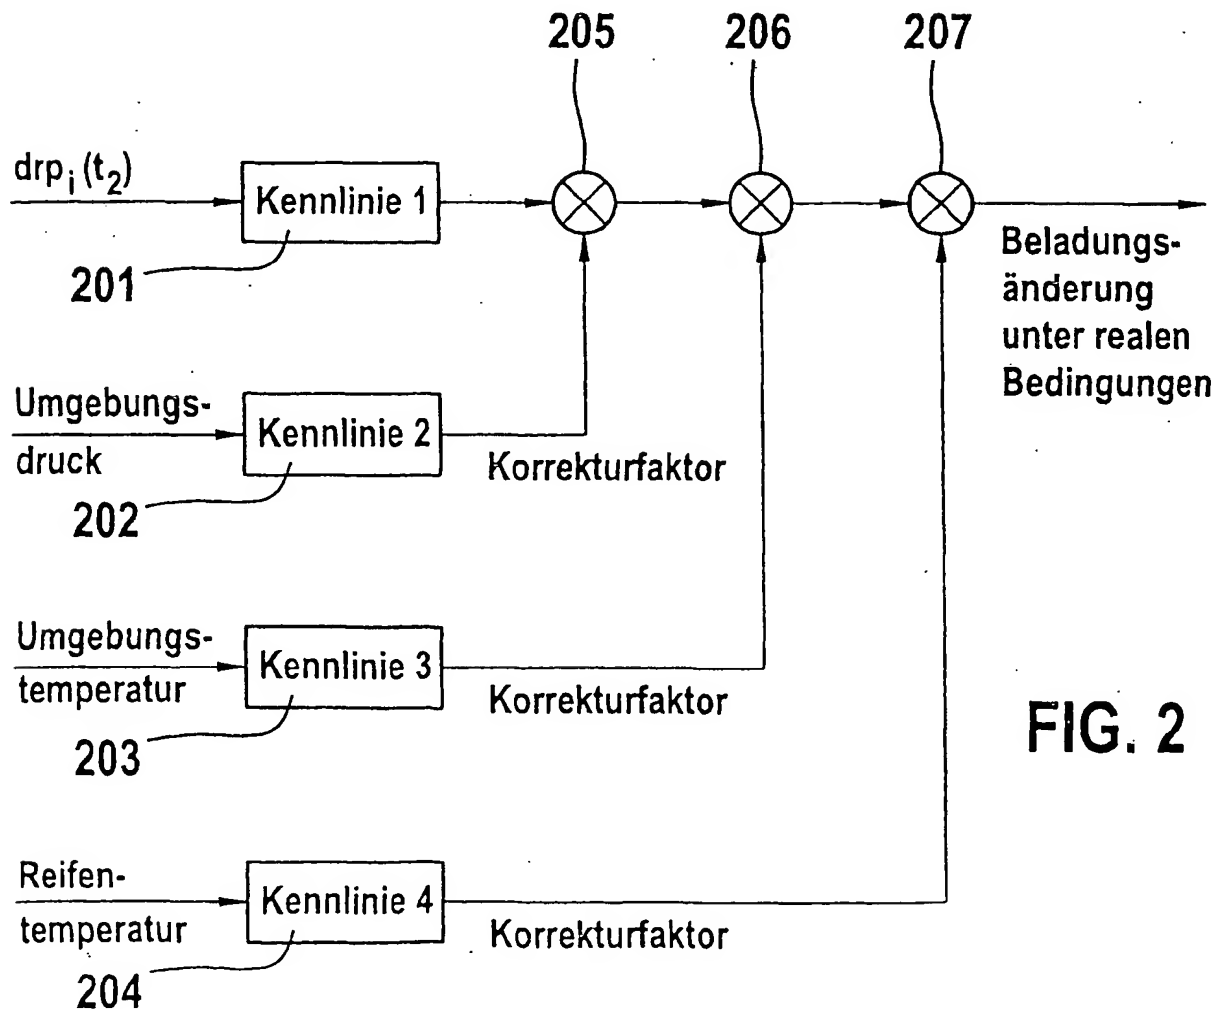 205 206 207
drp_i(t_2)
Kennlinie 1
201
Beladungs-
änderung
unter realen
Bedingungen
Umgebungs-
druck
Kennlinie 2
Korrekturfaktor
202
Umgebungs-
temperatur
Kennlinie 3
Korrekturfaktor
203
FIG. 2
Reifen-
temperatur
Kennlinie 4
Korrekturfaktor
204